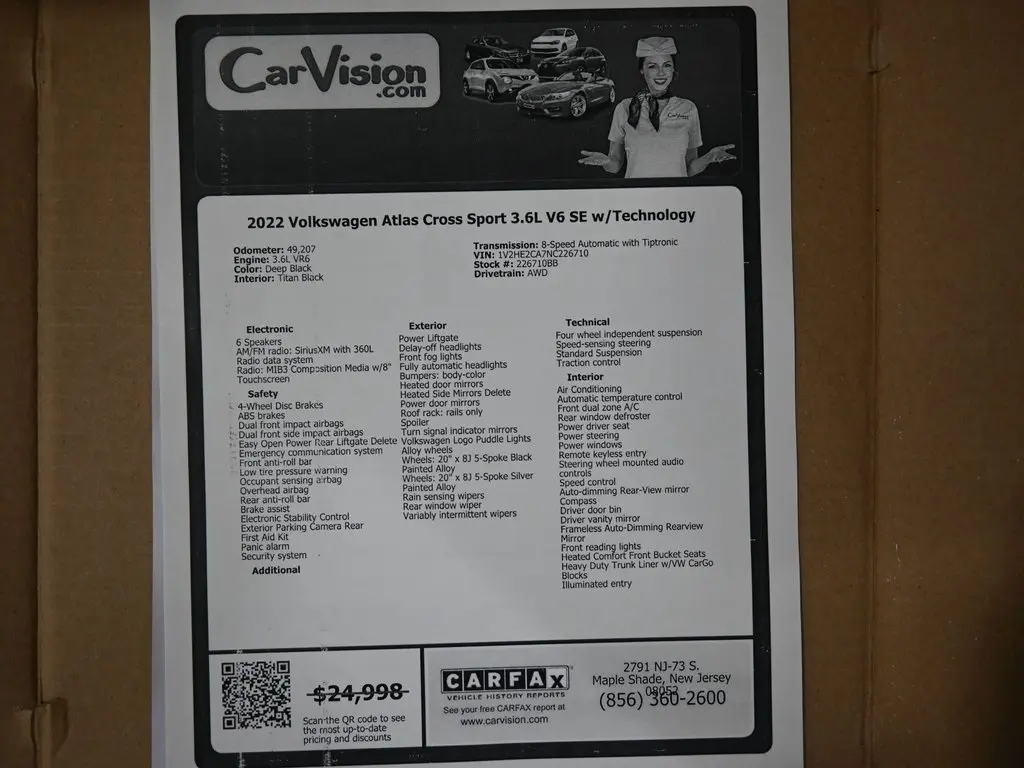 CarVision
.com
2022 Volkswagen Atlas Cross Sport 3.6L V6 SE w/Technology
Odometer: 49,207
Engine: 3.6L VR6
Color: Deep Black
Interior: Titan Black
Transmission: 8-Speed Automatic with Tiptronic
VIN: 1V2HE2CA7NC226710
Stock #: 226710BB
Drivetrain: AWD
Electronic
6 Speakers
AM/FM radio: SiriusXM with 360L
Radio data system
Radio: MIB3 Composition Media w/8"
Touchscreen
Safety
4-Wheel Disc Brakes
ABS brakes
Dual front impact airbags
Dual front side impact airbags
Easy Open Power Rear Liftgate Delete
Emergency communication system
Front anti-roll bar
Low tire pressure warning
Occupant sensing airbag
Overhead airbag
Rear anti-roll bar
Brake assist
Electronic Stability Control
Exterior Parking Camera Rear
First Aid Kit
Panic alarm
Security system
Additional
Exterior
Power Liftgate
Delay-off headlights
Front fog lights
Fully automatic headlights
Bumpers: body-color
Heated door mirrors
Heated Side Mirrors Delete
Power door mirrors
Roof rack: rails only
Spoiler
Turn signal indicator mirrors
Volkswagen Logo Puddle Lights
Alloy wheels
Wheels: 20" x 8J 5-Spoke Black
Painted Alloy
Wheels: 20" x 8J 5-Spoke Silver
Painted Alloy
Rain sensing wipers
Rear window wiper
Variably intermittent wipers
Technical
Four wheel independent suspension
Speed-sensing steering
Standard Suspension
Traction control
Interior
Air Conditioning
Automatic temperature control
Front dual zone A/C
Rear window defroster
Power driver seat
Power steering
Power windows
Remote keyless entry
Steering wheel mounted audio
controls
Speed control
Auto-dimming Rear-View mirror
Compass
Driver door bin
Driver vanity mirror
Frameless Auto-Dimming Rearview
Mirror
Front reading lights
Heated Comfort Front Bucket Seats
Heavy Duty Trunk Liner w/VW CarGo
Blocks
Illuminated entry
$24,998
Scan the QR code to see
the most up-to-date
pricing and discounts
CARFAX
VEHICLE HISTORY REPORTS
See your free CARFAX report at
www.carvision.com
2791 NJ-73 S.
Maple Shade, New Jersey
08052
(856) 360-2600